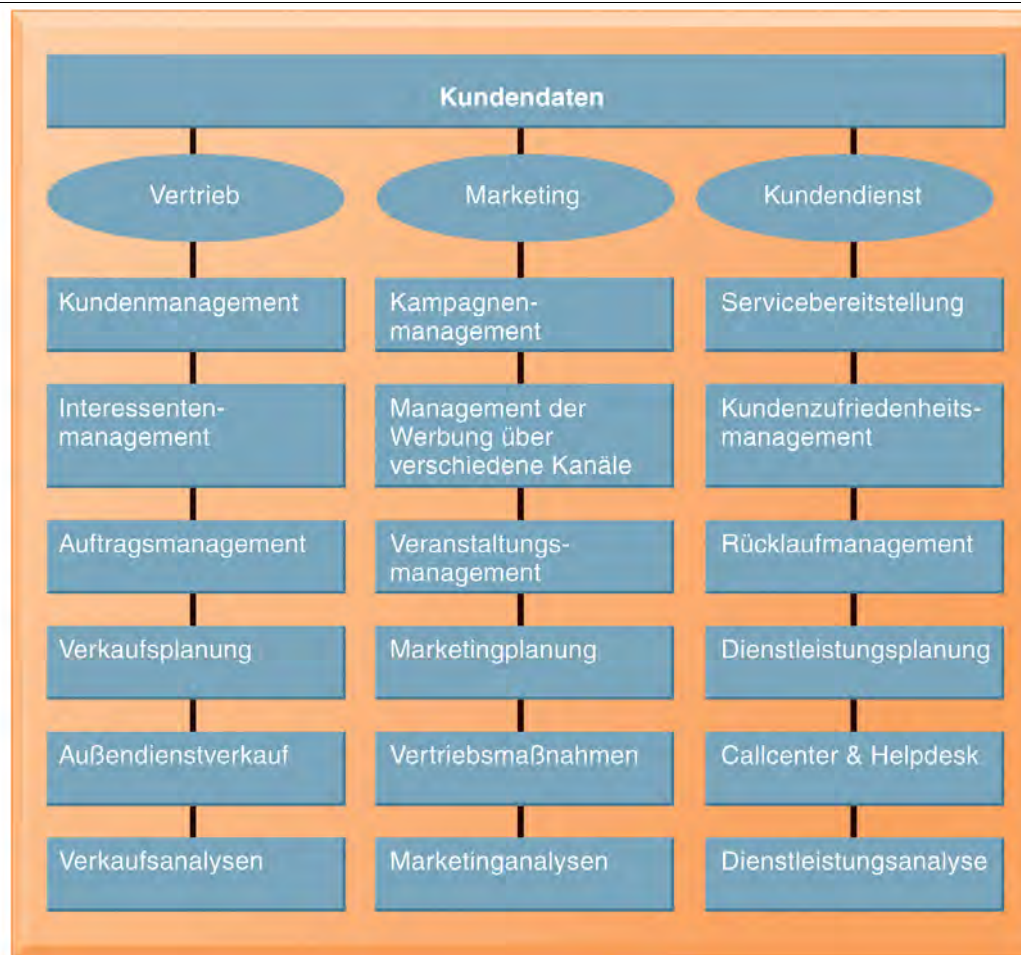 Kundendaten
Vertrieb
Kundenmanagement
Interessenten-
management
Auftragsmanagement
Verkaufsplanung
Außendienstverkauf
Verkaufsanalysen
Marketing
Kampagnen-
management
Management der
Werbung über
verschiedene Kanäle
Veranstaltungs-
management
Marketingplanung
Vertriebsmaßnahmen
Marketinganalysen
Kundendienst
Servicebereitstellung
Kundenzufriedenheits-
management
Rücklaufmanagement
Dienstleistungsplanung
Callcenter & Helpdesk
Dienstleistungsanalyse